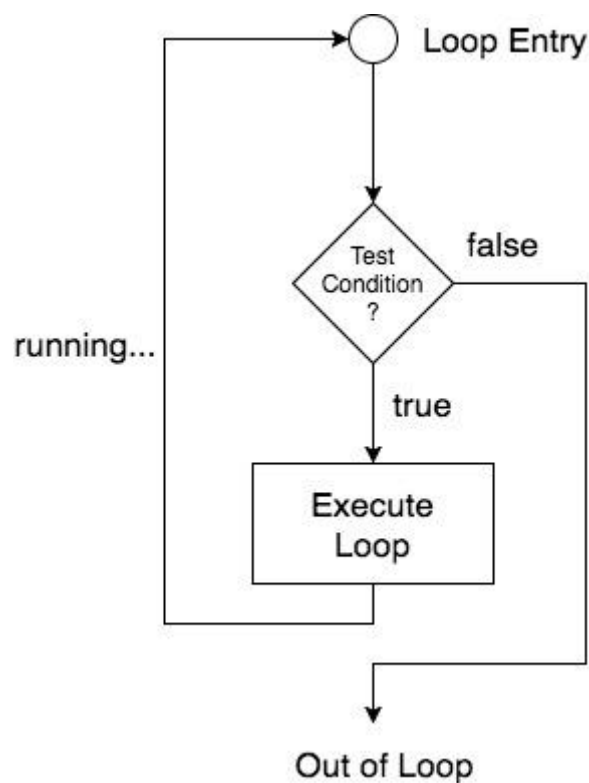 Loop Entry
Test
Condition
?
false
running...
true
Execute
Loop
Out of Loop